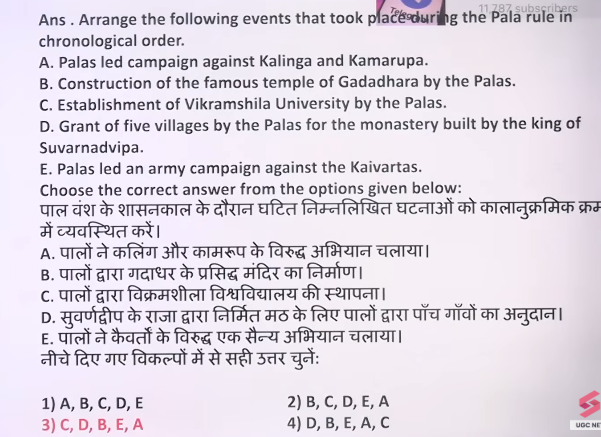 11,787 subscribers
Telegram
Ans . Arrange the following events that took place during the Pala rule in
chronological order.
A. Palas led campaign against Kalinga and Kamarupa.
B. Construction of the famous temple of Gadadhara by the Palas.
C. Establishment of Vikramshila University by the Palas.
D. Grant of five villages by the Palas for the monastery built by the king of
Suvarnadvipa.
E. Palas led an army campaign against the Kaivartas.
Choose the correct answer from the options given below:
पाल वंश के शासनकाल के दौरान घटित निम्नलिखित घटनाओं को कालानुक्रमिक क्रम
में व्यवस्थित करें।
A. पालों ने कलिंग और कामरूप के विरुद्ध अभियान चलाया।
B. पालों द्वारा गदाधर के प्रसिद्ध मंदिर का निर्माण।
C. पालों द्वारा विक्रमशीला विश्वविद्यालय की स्थापना।
D. सुवर्णद्वीप के राजा द्वारा निर्मित मठ के लिए पालों द्वारा पाँच गाँवों का अनुदान।
E. पालों ने कैवर्तों के विरुद्ध एक सैन्य अभियान चलाया।
नीचे दिए गए विकल्पों में से सही उत्तर चुनें:
1) A, B, C, D, E 2) B, C, D, E, A
3) C, D, B, E, A 4) D, B, E, A, C
UGC NE